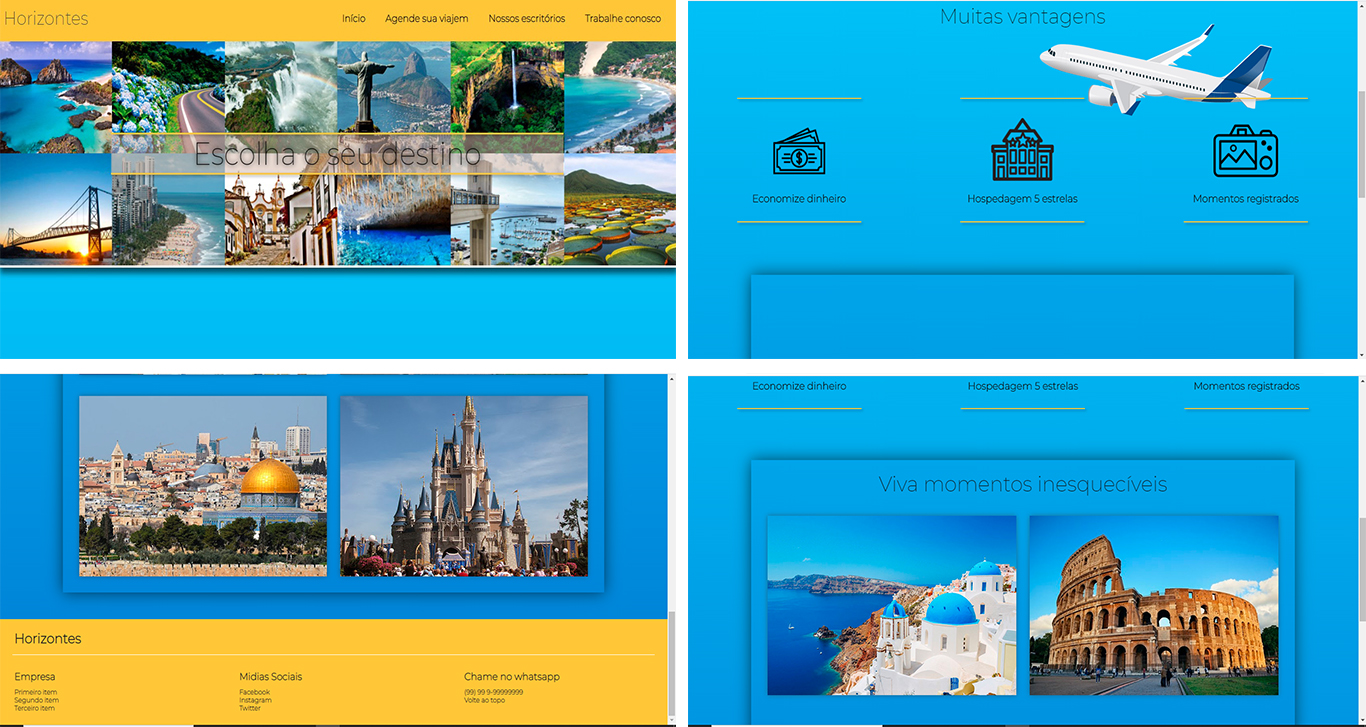 Horizontes
Início Agende sua viajem Nossos escritórios Trabalhe conosco
Escolha o seu destino
Muitas vantagens
Economize dinheiro Hospedagem 5 estrelas Momentos registrados
Horizontes
Empresa Midias Sociais Chame no whatsapp
Primeiro item Facebook (99) 99 9-99999999
Segundo item Instagram Volte ao topo
Terceiro item Twitter
Economize dinheiro Hospedagem 5 estrelas Momentos registrados
Viva momentos inesquecíveis